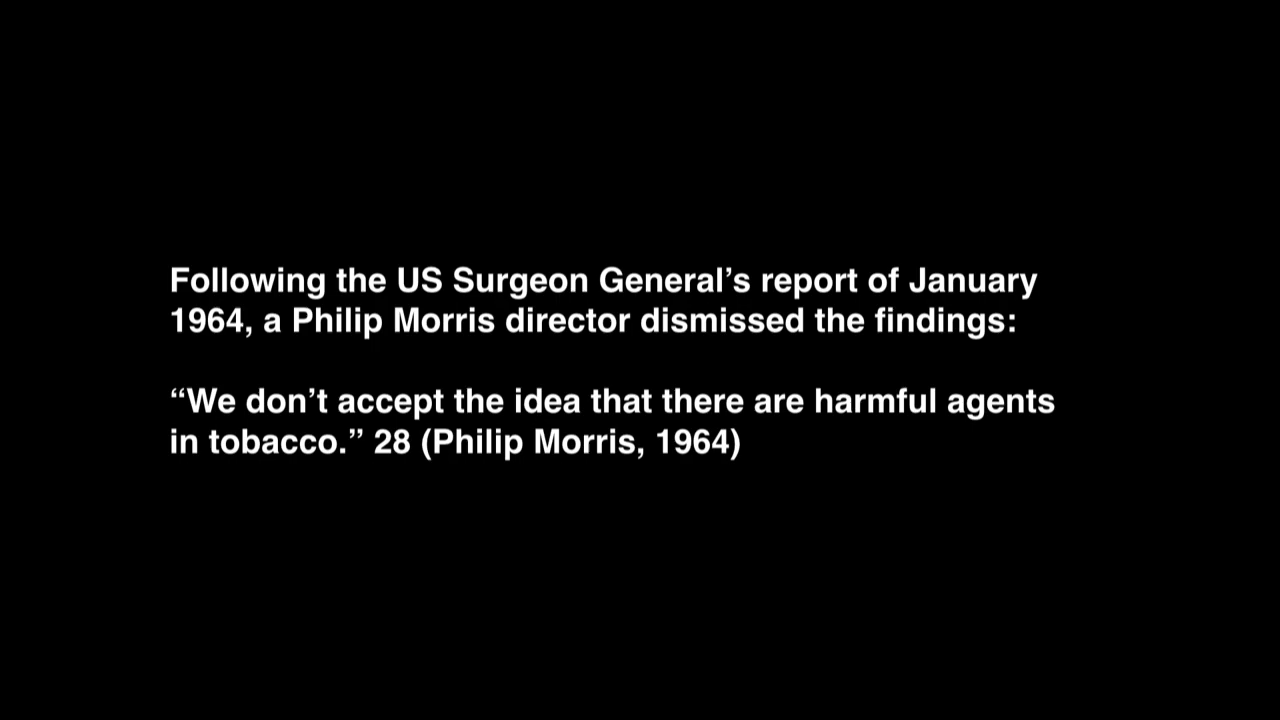 Following the US Surgeon General’s report of January
1964, a Philip Morris director dismissed the findings:
“We don’t accept the idea that there are harmful agents
in tobacco.” 28 (Philip Morris, 1964)